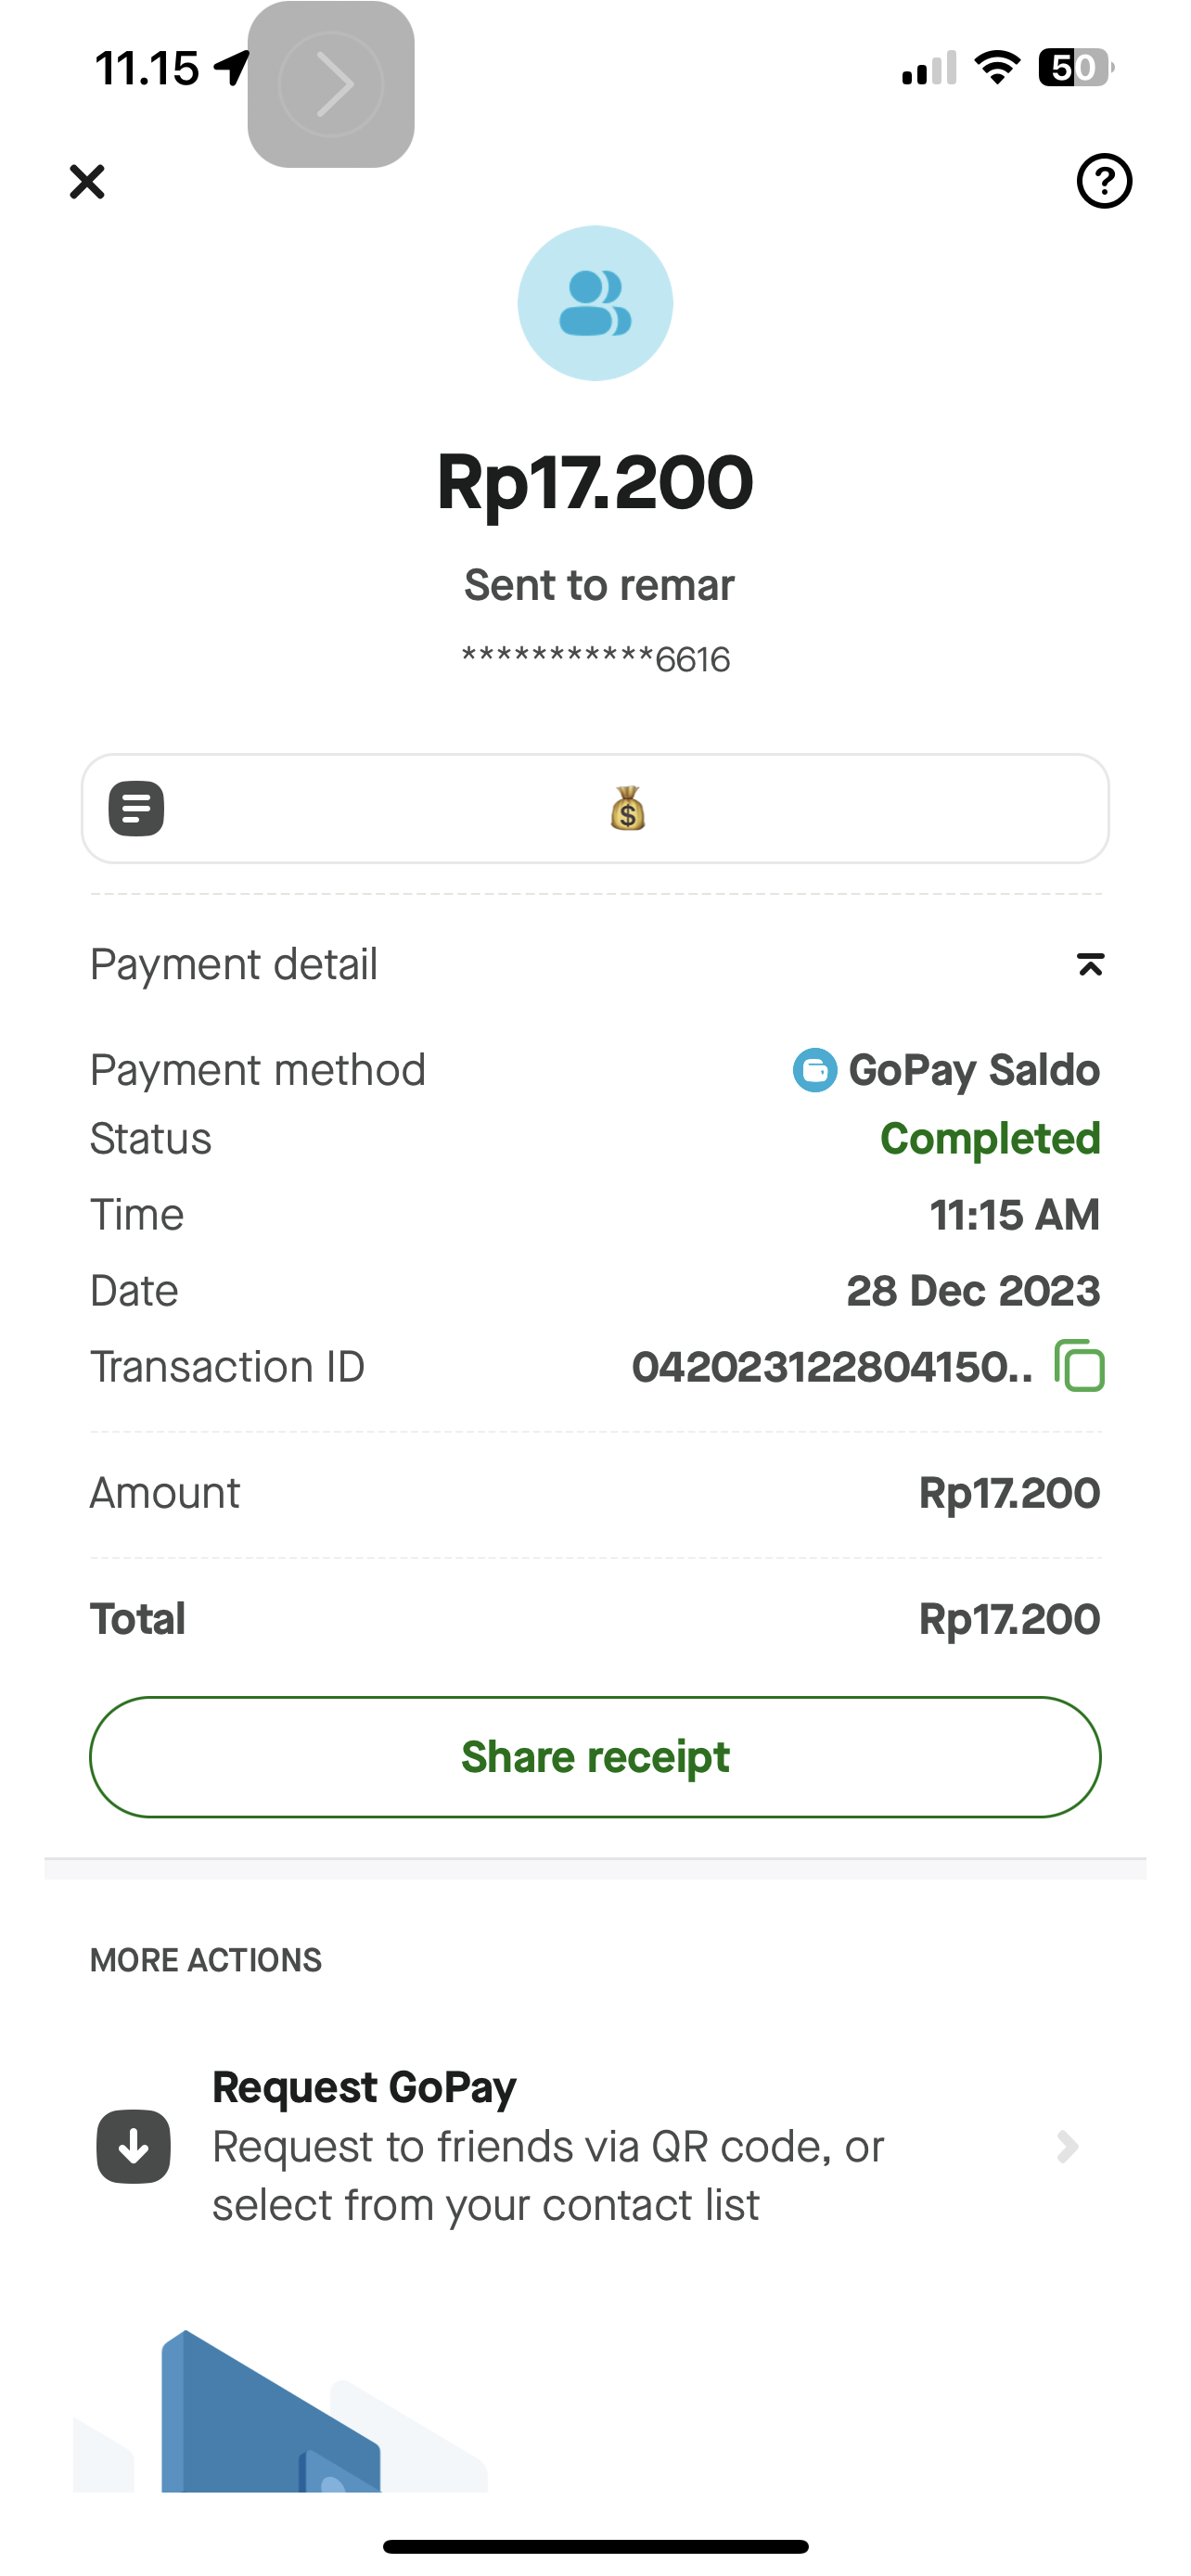 11.15
50
Rp17.200
Sent to remar
***********6616
Payment detail
Payment method GoPay Saldo
Status Completed
Time 11:15 AM
Date 28 Dec 2023
Transaction ID 042023122804150..
Amount Rp17.200
Total Rp17.200
Share receipt
MORE ACTIONS
Request GoPay
Request to friends via QR code, or
select from your contact list